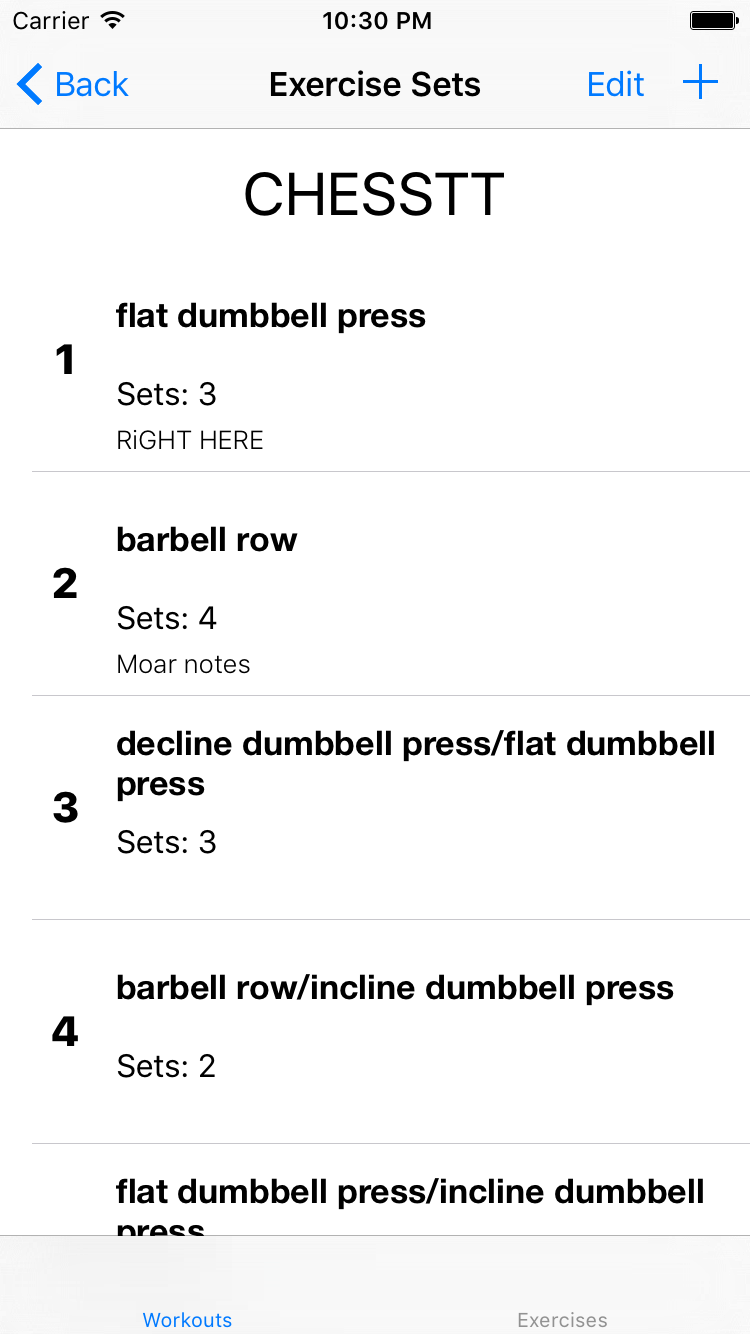 Carrier 10:30 PM
Back Exercise Sets Edit
CHESSTT
flat dumbbell press
1
Sets: 3
RiGHT HERE
barbell row
2
Sets: 4
Moar notes
decline dumbbell press/flat dumbbell
press
3
Sets: 3
barbell row/incline dumbbell press
4
Sets: 2
flat dumbbell press/incline dumbbell
press
Workouts Exercises